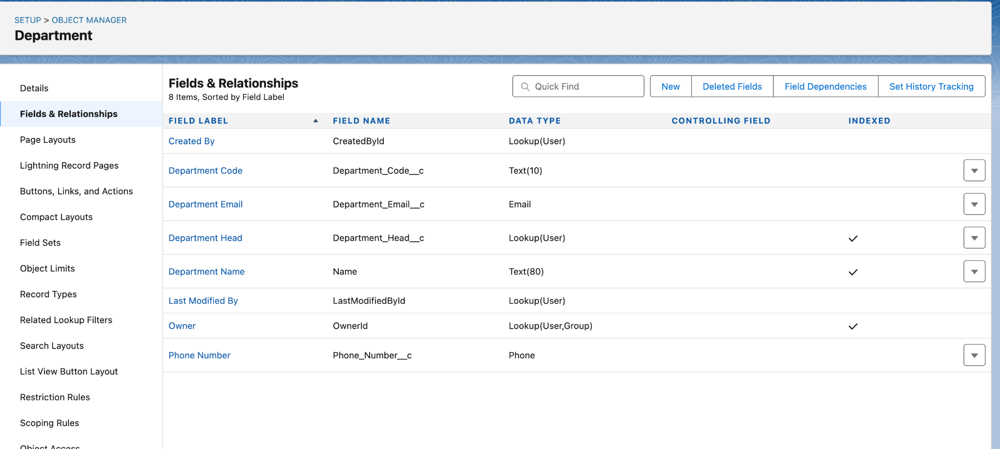 SETUP > OBJECT MANAGER
Department
Details
Fields & Relationships
Page Layouts
Lightning Record Pages
Buttons, Links, and Actions
Compact Layouts
Field Sets
Object Limits
Record Types
Related Lookup Filters
Search Layouts
List View Button Layout
Restriction Rules
Scoping Rules
Object Access
Fields & Relationships
8 Items, Sorted by Field Label
Quick Find
New
Deleted Fields
Field Dependencies
Set History Tracking
FIELD LABEL FIELD NAME DATA TYPE CONTROLLING FIELD INDEXED
Created By CreatedById Lookup(User)
Department Code Department_Code__c Text(10)
Department Email Department_Email__c Email
Department Head Department_Head__c Lookup(User)
Department Name Name Text(80)
Last Modified By LastModifiedById Lookup(User)
Owner OwnerId Lookup(User,Group)
Phone Number Phone_Number__c Phone